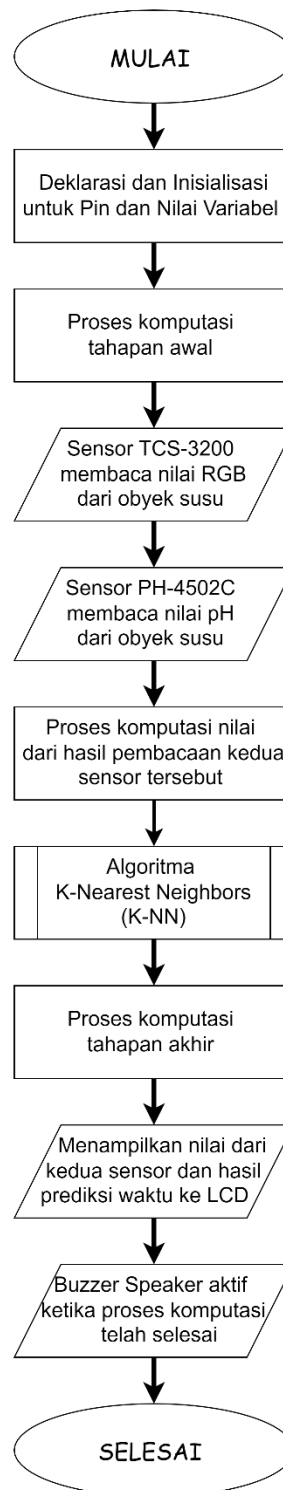 MULAI
Deklarasi dan Inisialisasi
untuk Pin dan Nilai Variabel
Proses komputasi
tahapan awal
Sensor TCS-3200
membaca nilai RGB
dari obyek susu
Sensor PH-4502C
membaca nilai pH
dari obyek susu
Proses komputasi nilai
dari hasil pembacaan kedua
sensor tersebut
Algoritma
K-Nearest Neighbors
(K-NN)
Proses komputasi
tahapan akhir
Menampilkan nilai dari
kedua sensor dan hasil
prediksi waktu ke LCD
Buzzer Speaker aktif
ketika proses komputasi
telah selesai
SELESAI